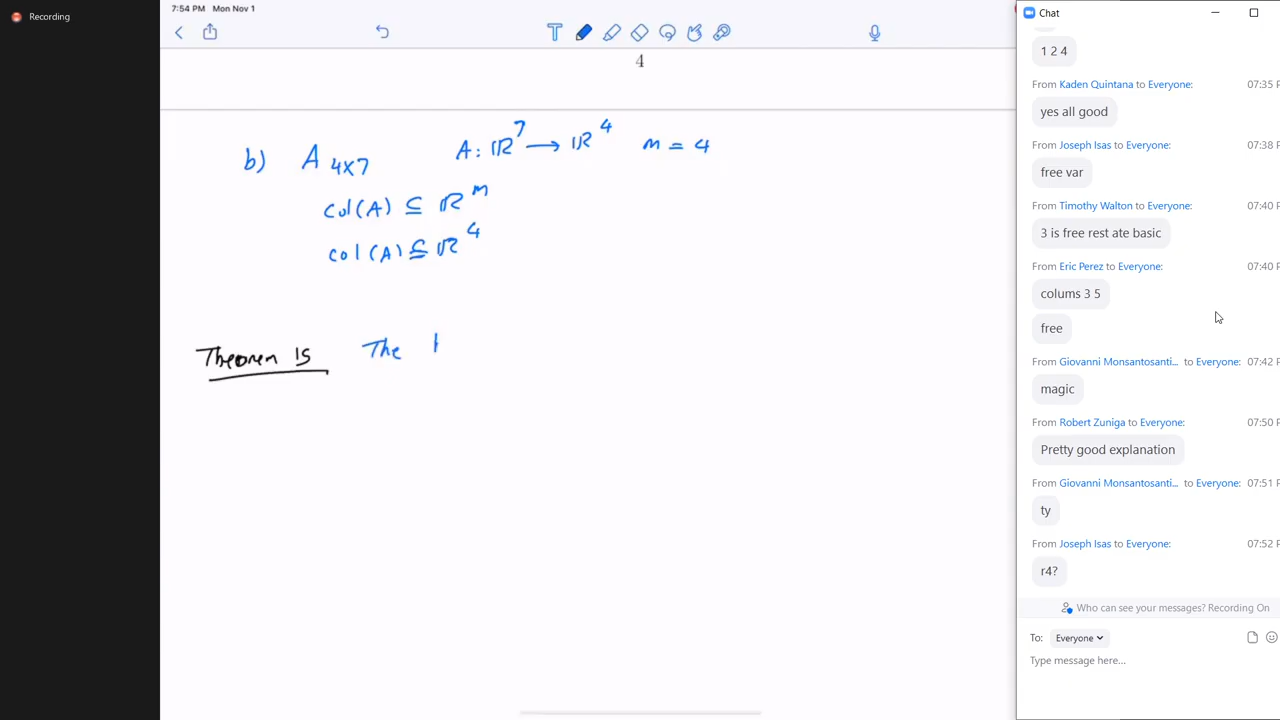 Recording
7:54 PM Mon Nov 1
4
b) A 4x7 A: ℝ⁷ → ℝ⁴ m = 4
col(A) ⊆ ℝᵐ
col(A) ⊆ ℝ⁴
Theorem 15 The
Chat
1 2 4
From Kaden Quintana to Everyone: 07:35 P
yes all good
From Joseph Isas to Everyone: 07:38 P
free var
From Timothy Walton to Everyone: 07:40 P
3 is free rest ate basic
From Eric Perez to Everyone: 07:40 P
colums 3 5
free
From Giovanni Monsantosanti... to Everyone: 07:42 P
magic
From Robert Zuniga to Everyone: 07:50 P
Pretty good explanation
From Giovanni Monsantosanti... to Everyone: 07:51 P
ty
From Joseph Isas to Everyone: 07:52 P
r4?
Who can see your messages? Recording On
To: Everyone
Type message here...